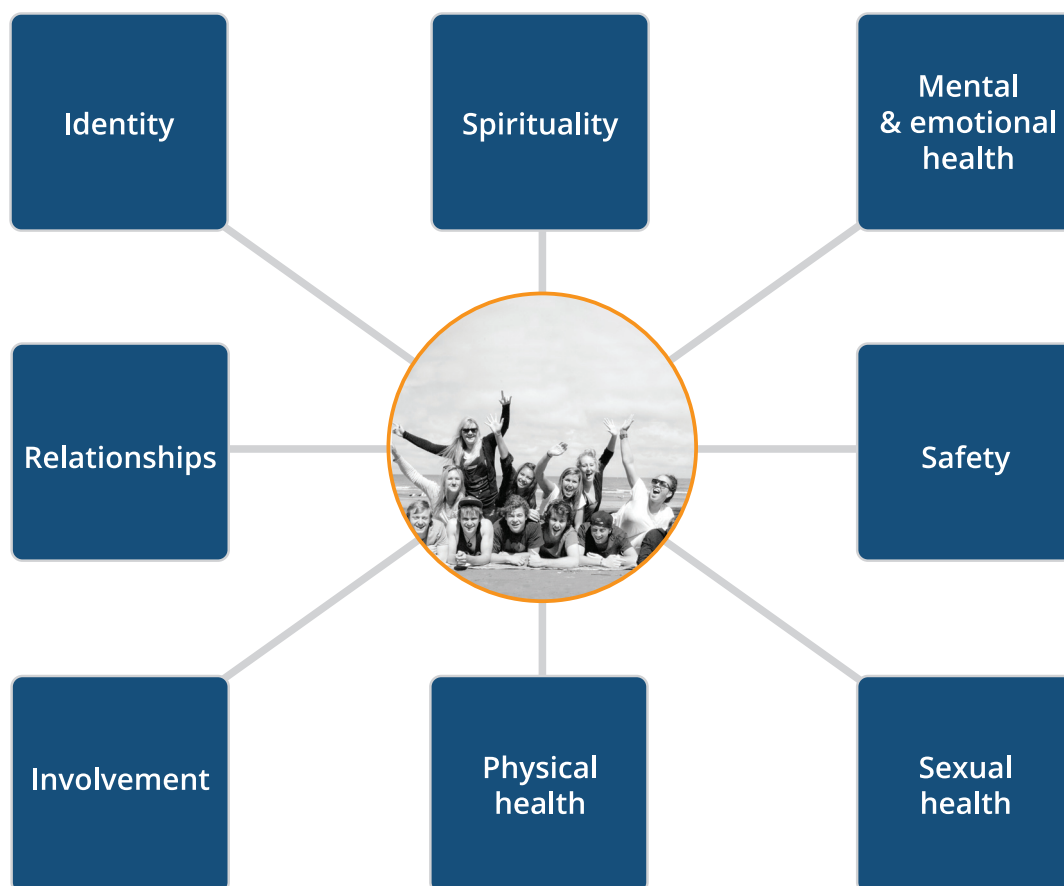 Identity
Spirituality
Mental
& emotional
health
Relationships
Safety
Involvement
Physical
health
Sexual
health